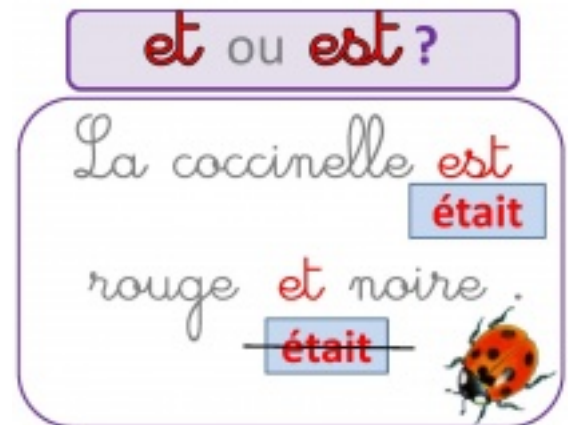 et ou est ?
La coccinelle est
était
rouge et noire .
était